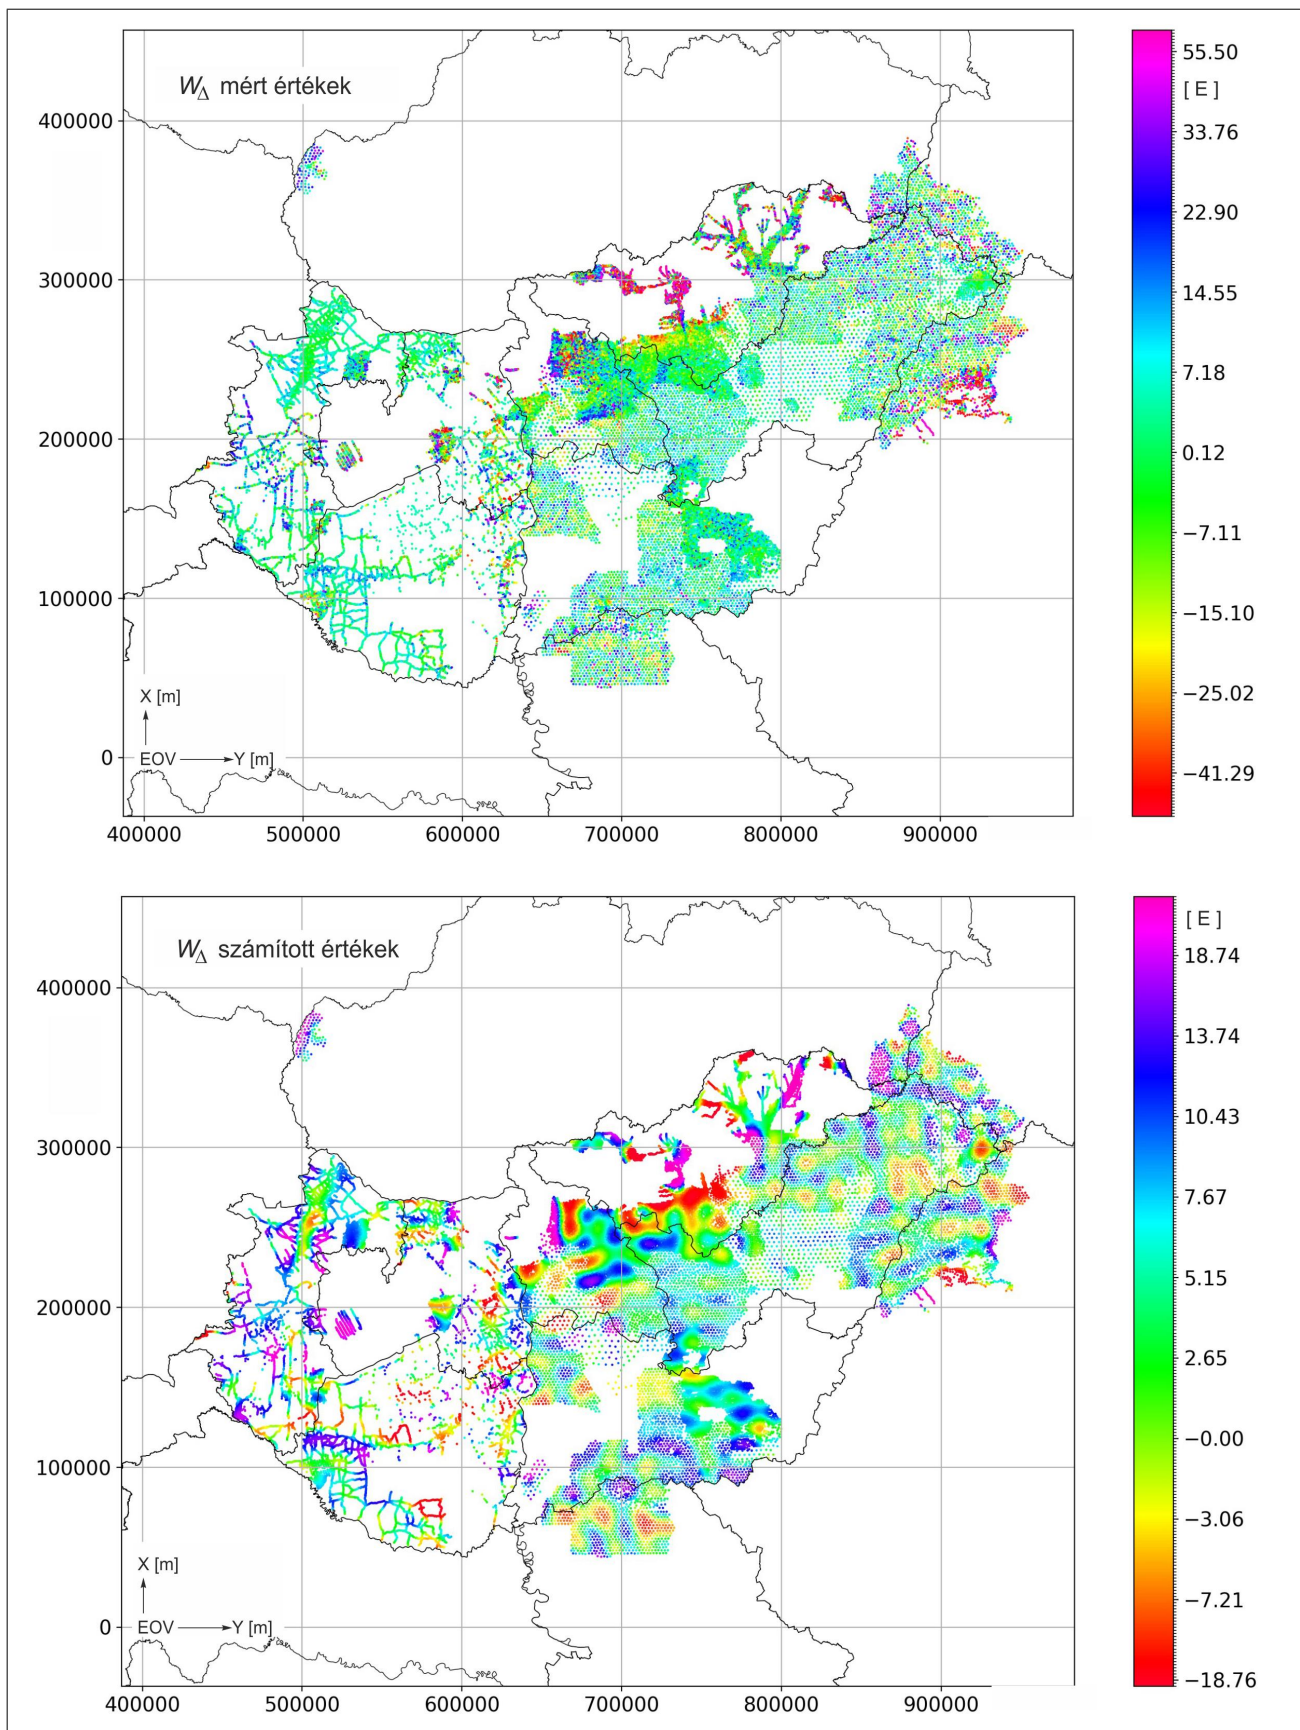 W_Δ mért értékek
400000
300000
200000
100000
0
X [m]
EOV
Y [m]
400000 500000 600000 700000 800000 900000
55.50
[ E ]
33.76
22.90
14.55
7.18
0.12
−7.11
−15.10
−25.02
−41.29
W_Δ számított értékek
400000
300000
200000
100000
0
X [m]
EOV
Y [m]
400000 500000 600000 700000 800000 900000
[ E ]
18.74
13.74
10.43
7.67
5.15
2.65
−0.00
−3.06
−7.21
−18.76